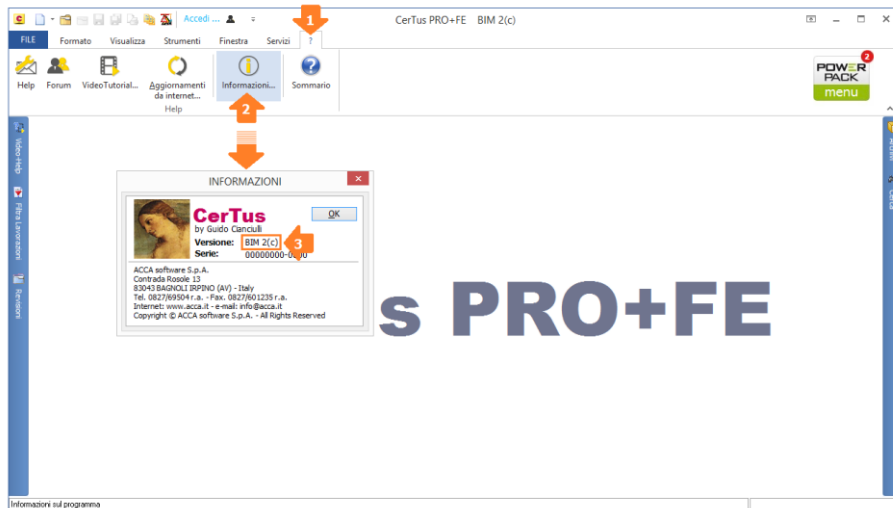 Accedi ...
1
CerTus PRO+FE BIM 2(c)
FILE
Formato
Visualizza
Strumenti
Finestra
Servizi
?
Help
Forum
VideoTutorial...
Aggiornamenti
da internet...
Informazioni...
Sommario
Help
2
POWER
PACK
menu
2
Video-Help
Filtra Lavorazioni
Revisioni
INFORMAZIONI
CerTus
by Guido Cianciulli
Versione: BIM 2(c)
3
Serie: 00000000-0000
OK
ACCA software S.p.A.
Contrada Rosole 13
83043 BAGNOLI IRPINO (AV) - Italy
Tel. 0827/69504 r.a. - Fax. 0827/601235 r.a.
Internet: www.acca.it - e-mail: info@acca.it
Copyright © ACCA software S.p.A. - All Rights Reserved
s PRO+FE
Informazioni sul programma